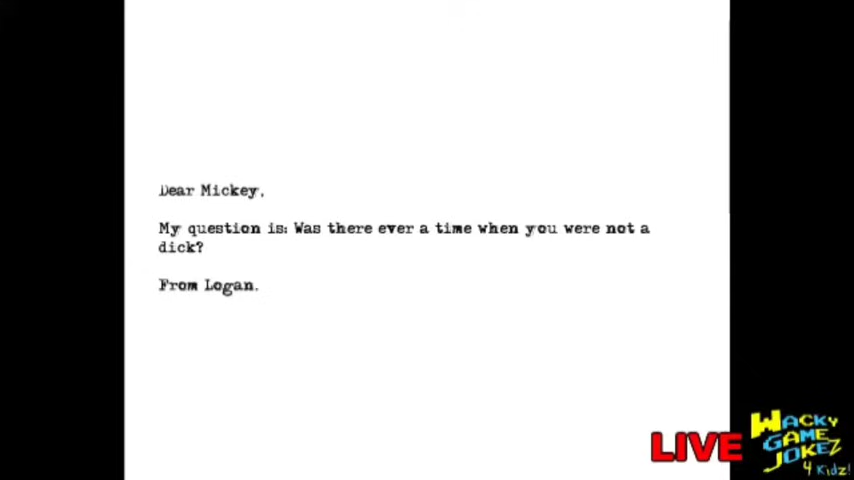 Dear Mickey,
My question is: Was there ever a time when you were not a
dick?
From Logan.
LIVE
WACKY
GAME
JOKEZ
4 Kidz!